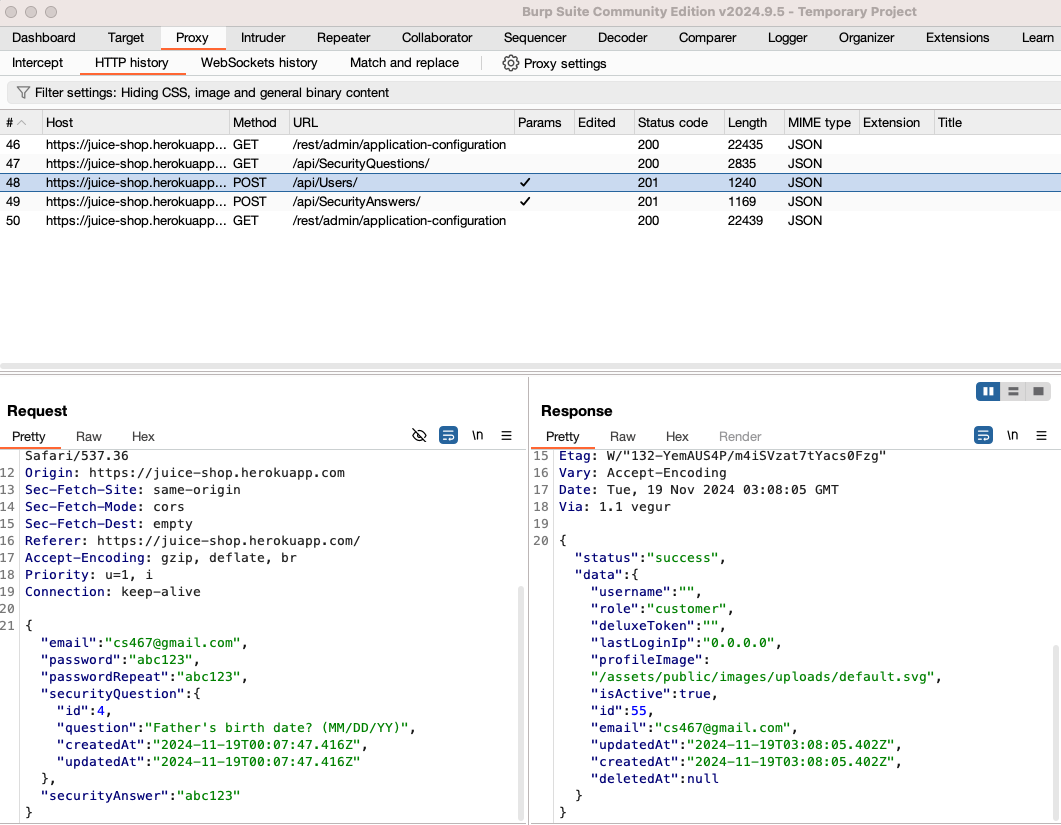 Burp Suite Community Edition v2024.9.5 - Temporary Project
Dashboard Target Proxy Intruder Repeater Collaborator Sequencer Decoder Comparer Logger Organizer Extensions Learn
Intercept HTTP history WebSockets history Match and replace Proxy settings
Filter settings: Hiding CSS, image and general binary content
# Host Method URL Params Edited Status code Length MIME type Extension Title
46 https://juice-shop.herokuapp... GET /rest/admin/application-configuration 200 22435 JSON
47 https://juice-shop.herokuapp... GET /api/SecurityQuestions/ 200 2835 JSON
48 https://juice-shop.herokuapp... POST /api/Users/ ✓ 201 1240 JSON
49 https://juice-shop.herokuapp... POST /api/SecurityAnswers/ ✓ 201 1169 JSON
50 https://juice-shop.herokuapp... GET /rest/admin/application-configuration 200 22439 JSON
Request
Pretty Raw Hex \n
Safari/537.36
12 Origin: https://juice-shop.herokuapp.com
13 Sec-Fetch-Site: same-origin
14 Sec-Fetch-Mode: cors
15 Sec-Fetch-Dest: empty
16 Referer: https://juice-shop.herokuapp.com/
17 Accept-Encoding: gzip, deflate, br
18 Priority: u=1, i
19 Connection: keep-alive
20
21 {
"email":"cs467@gmail.com",
"password":"abc123",
"passwordRepeat":"abc123",
"securityQuestion":{
"id":4,
"question":"Father's birth date? (MM/DD/YY)",
"createdAt":"2024-11-19T00:07:47.416Z",
"updatedAt":"2024-11-19T00:07:47.416Z"
},
"securityAnswer":"abc123"
}
Response
Pretty Raw Hex Render \n
15 Etag: W/"132-YemAUS4P/m4iSVzat7tYacs0Fzg"
16 Vary: Accept-Encoding
17 Date: Tue, 19 Nov 2024 03:08:05 GMT
18 Via: 1.1 vegur
19
20 {
"status":"success",
"data":{
"username":"",
"role":"customer",
"deluxeToken":"",
"lastLoginIp":"0.0.0.0",
"profileImage":
"/assets/public/images/uploads/default.svg",
"isActive":true,
"id":55,
"email":"cs467@gmail.com",
"updatedAt":"2024-11-19T03:08:05.402Z",
"createdAt":"2024-11-19T03:08:05.402Z",
"deletedAt":null
}
}